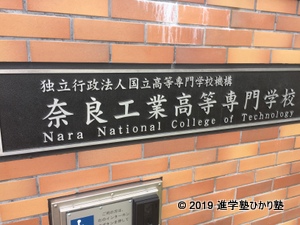 独立行政法人国立高等専門学校機構
奈良工業高等専門学校
Nara National College of Technology
© 2019 進学塾ひかり塾